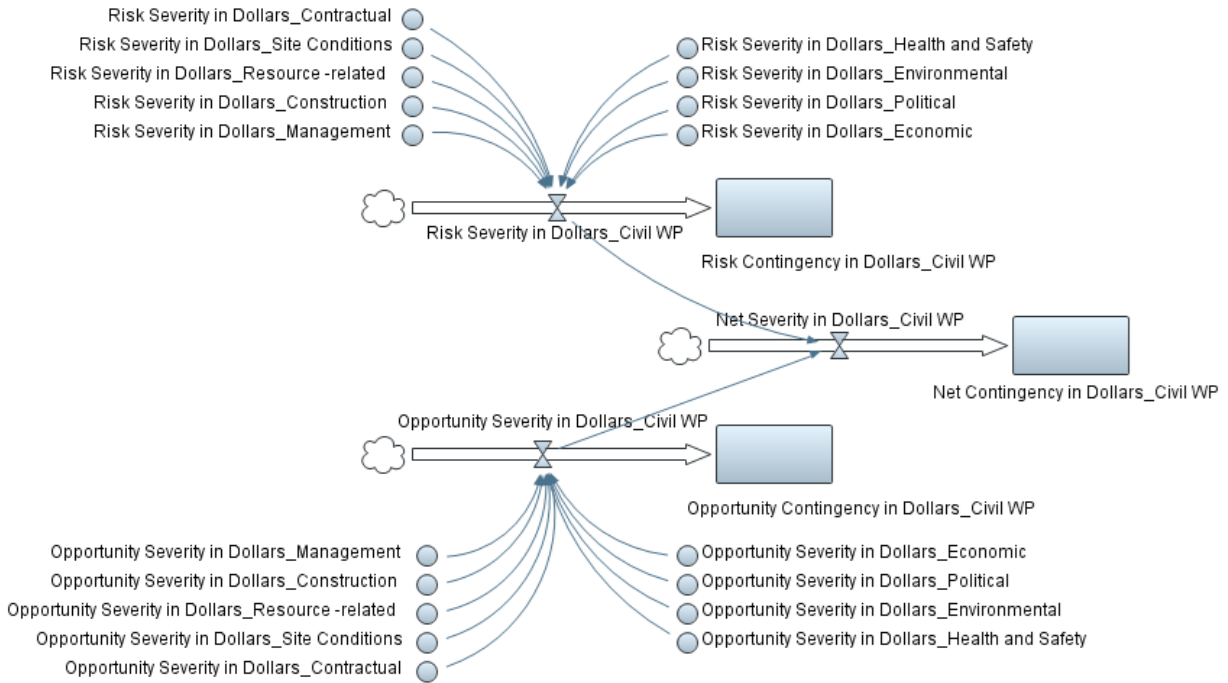 Risk Severity in Dollars_Contractual
Risk Severity in Dollars_Site Conditions
Risk Severity in Dollars_Resource -related
Risk Severity in Dollars_Construction
Risk Severity in Dollars_Management
Risk Severity in Dollars_Health and Safety
Risk Severity in Dollars_Environmental
Risk Severity in Dollars_Political
Risk Severity in Dollars_Economic
Risk Severity in Dollars_Civil WP
Risk Contingency in Dollars_Civil WP
Net Severity in Dollars_Civil WP
Net Contingency in Dollars_Civil WP
Opportunity Severity in Dollars_Civil WP
Opportunity Contingency in Dollars_Civil WP
Opportunity Severity in Dollars_Management
Opportunity Severity in Dollars_Construction
Opportunity Severity in Dollars_Resource -related
Opportunity Severity in Dollars_Site Conditions
Opportunity Severity in Dollars_Contractual
Opportunity Severity in Dollars_Economic
Opportunity Severity in Dollars_Political
Opportunity Severity in Dollars_Environmental
Opportunity Severity in Dollars_Health and Safety